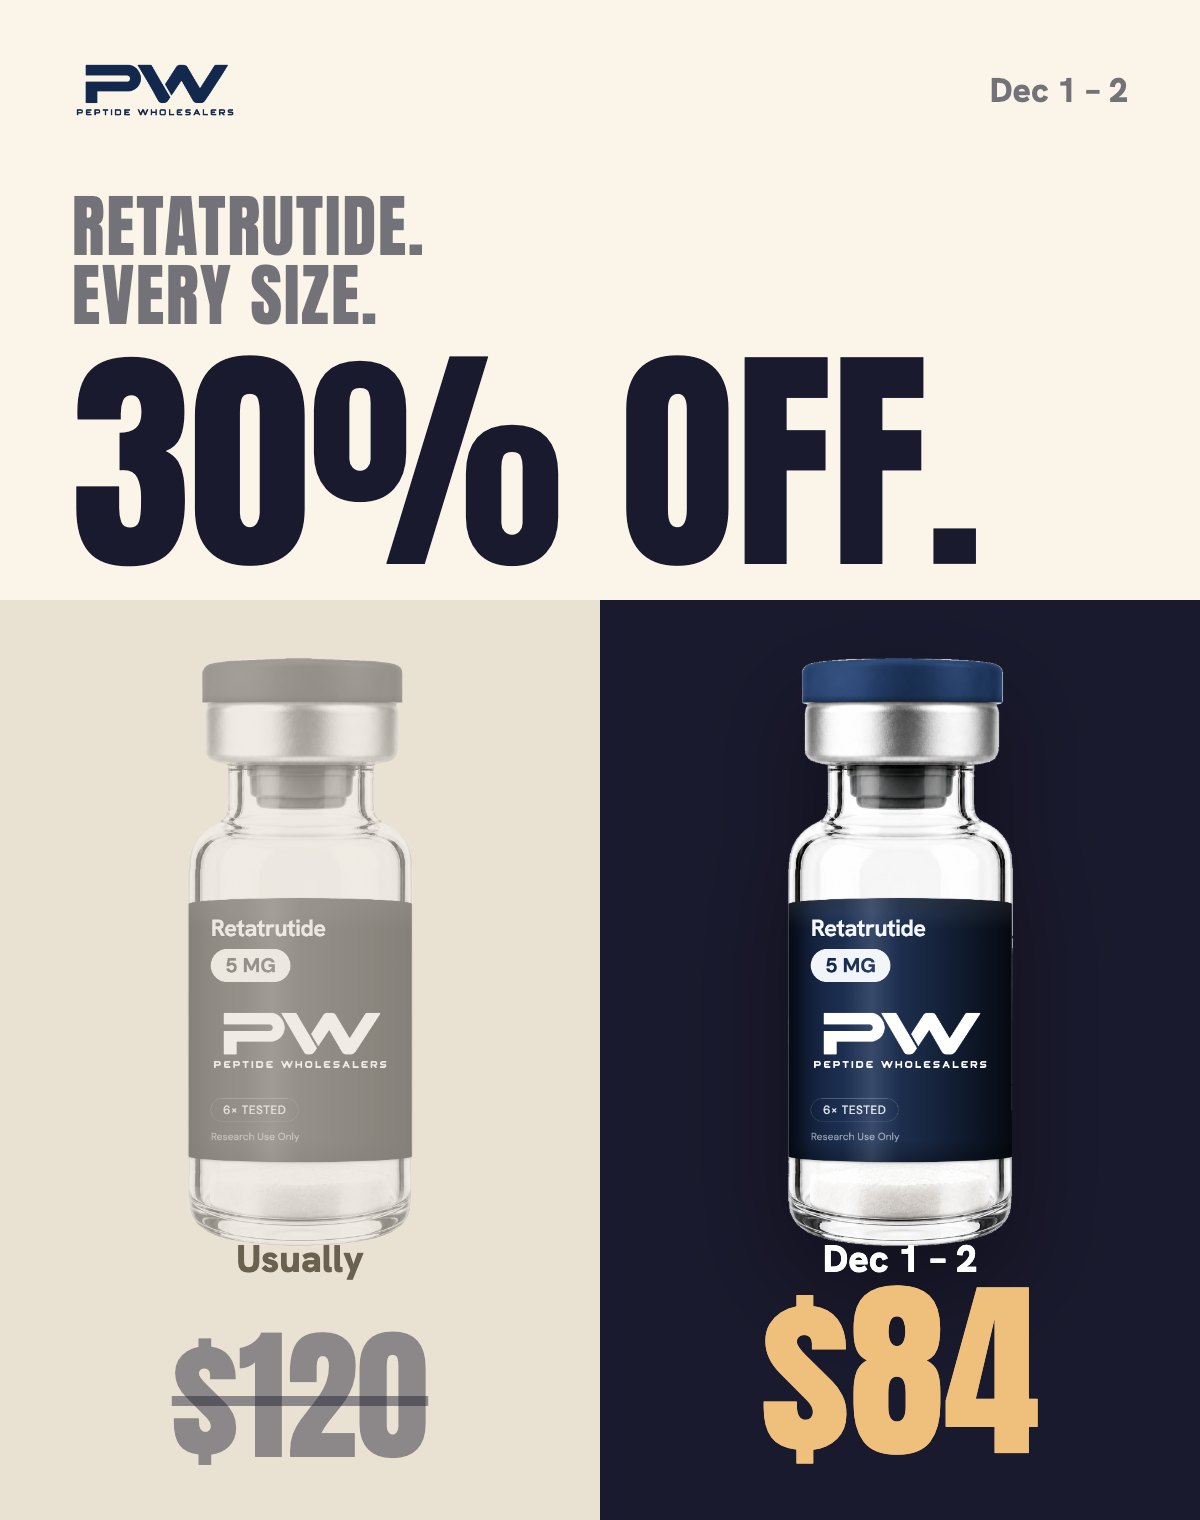 PW
PEPTIDE WHOLESALERS
Dec 1 – 2
RETATRUTIDE.
EVERY SIZE.
30% OFF.
Retatrutide
5 MG
PW
PEPTIDE WHOLESALERS
6× TESTED
Research Use Only
Usually
$120
Retatrutide
5 MG
PW
PEPTIDE WHOLESALERS
6× TESTED
Research Use Only
Dec 1 – 2
$84